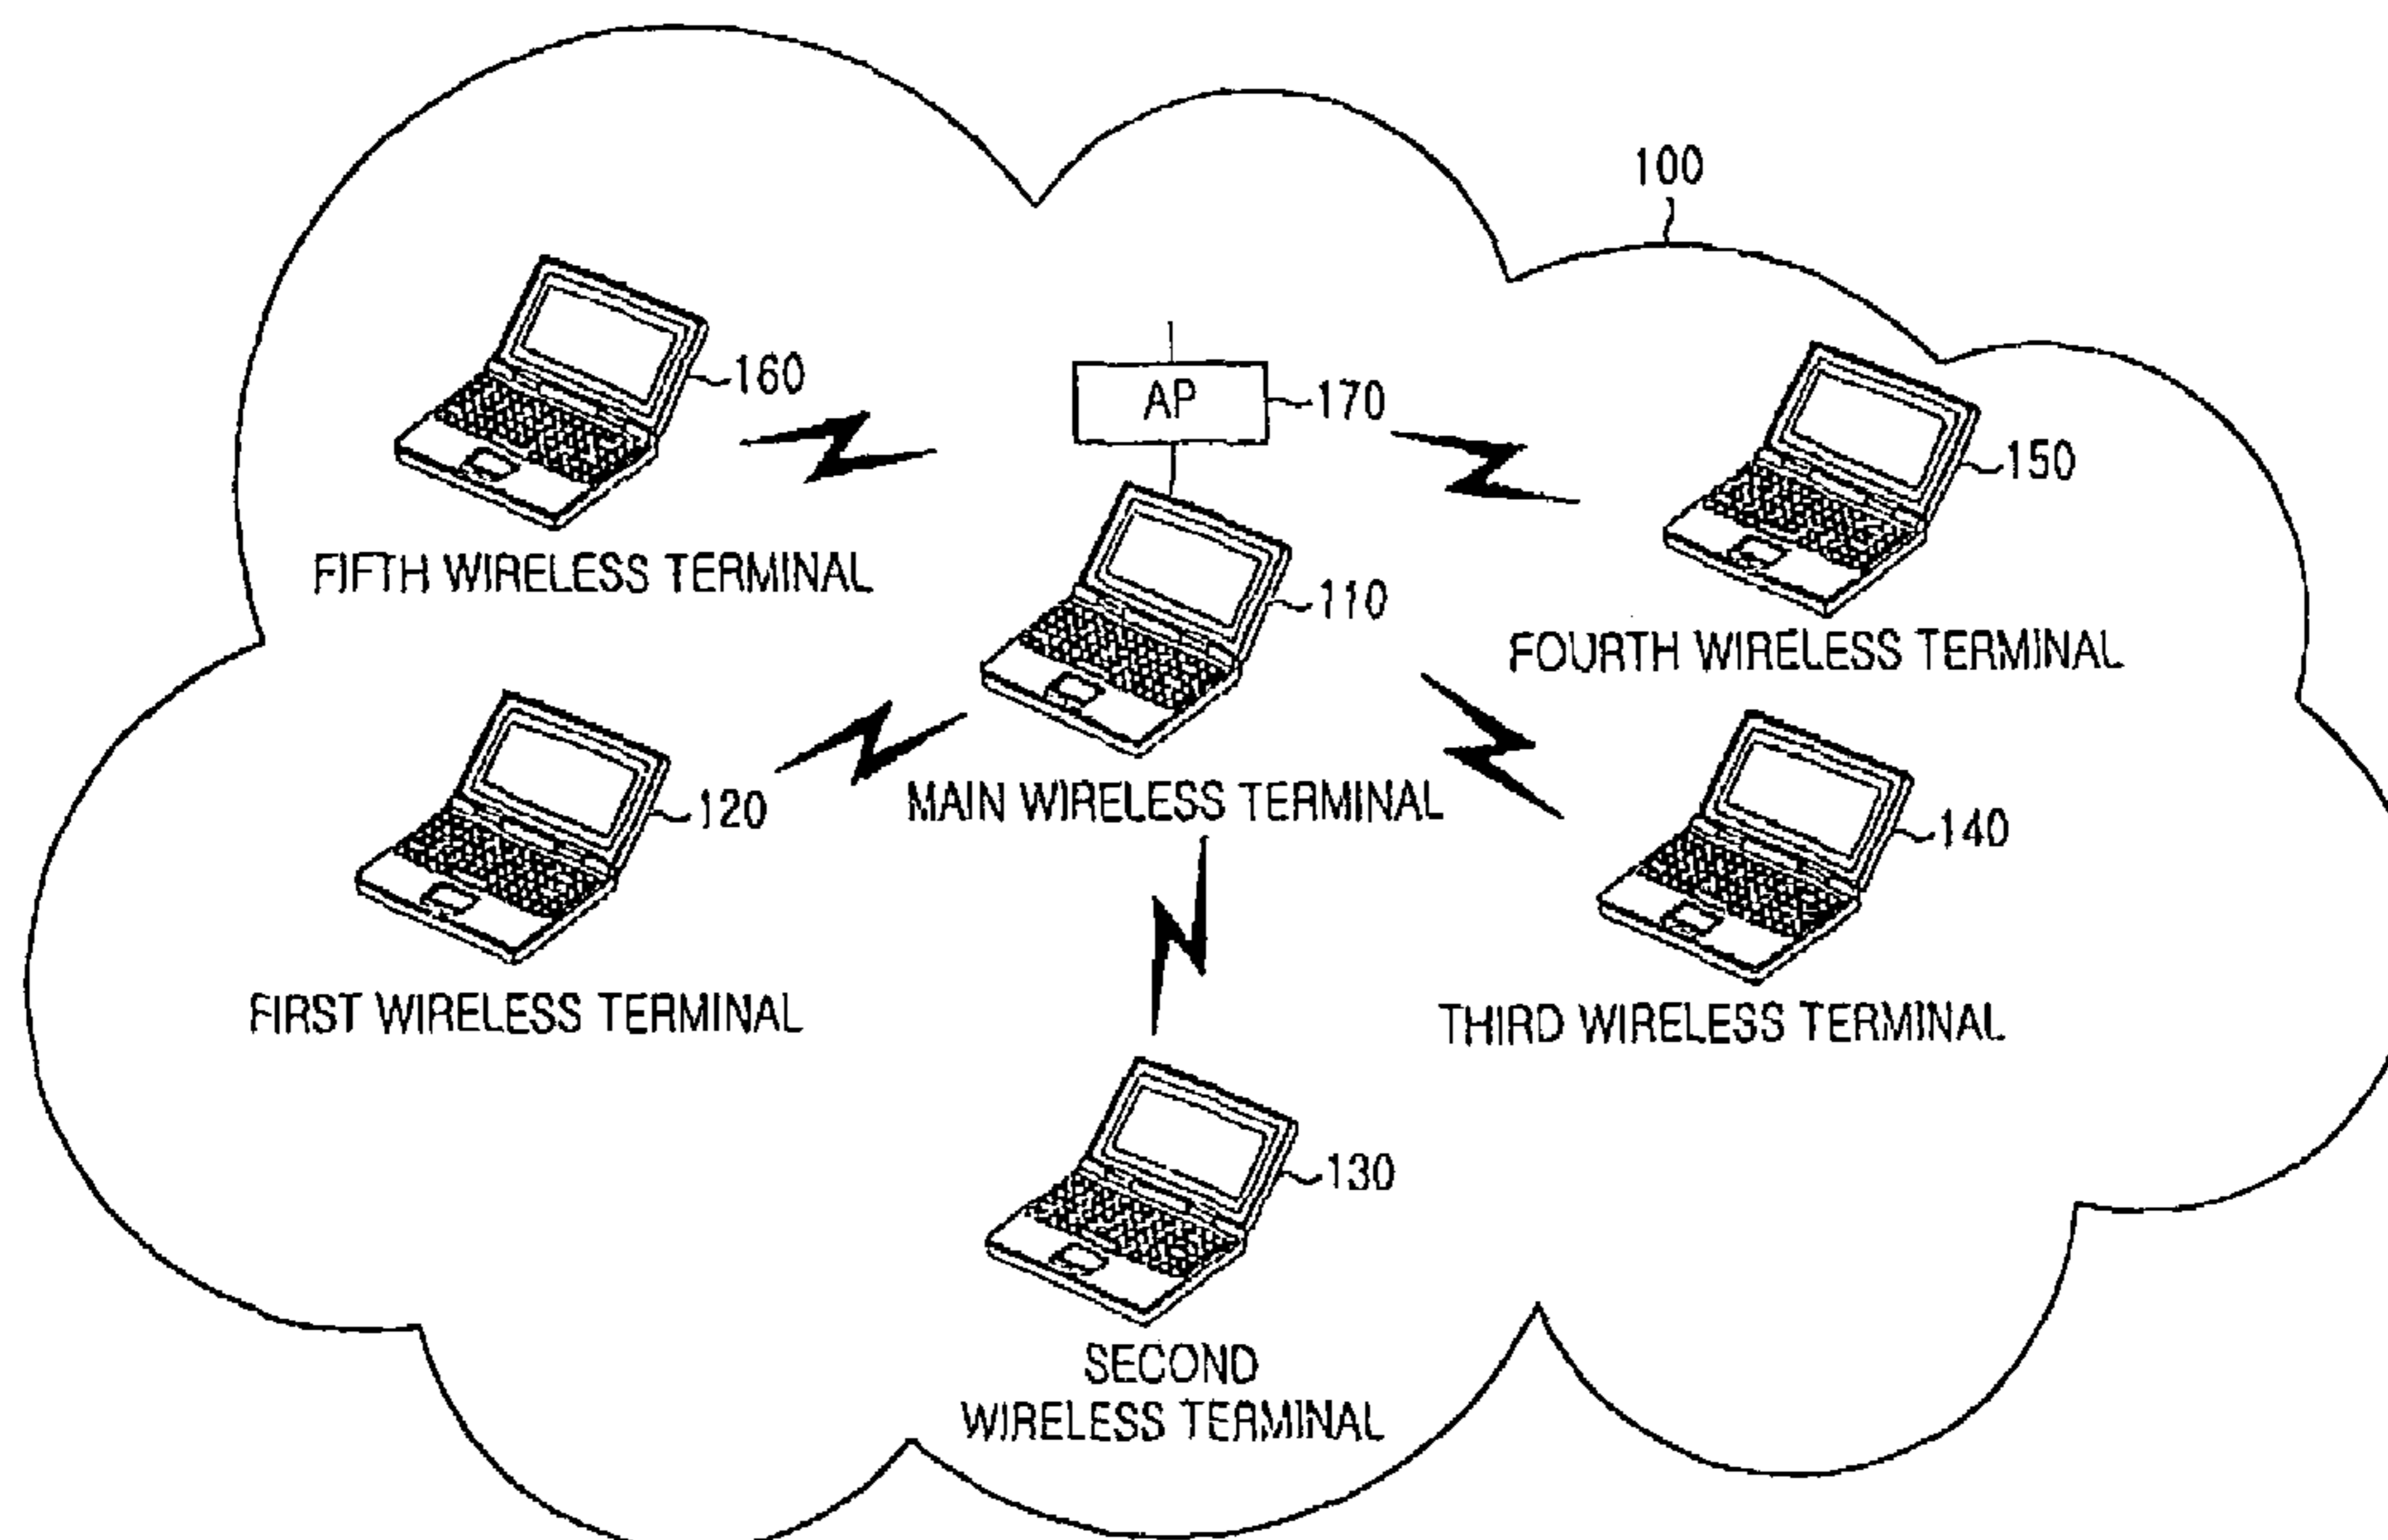 100
160
AP
170
150
FIFTH WIRELESS TERMINAL
110
FOURTH WIRELESS TERMINAL
120
MAIN WIRELESS TERMINAL
140
FIRST WIRELESS TERMINAL
THIRD WIRELESS TERMINAL
130
SECOND
WIRELESS TERMINAL